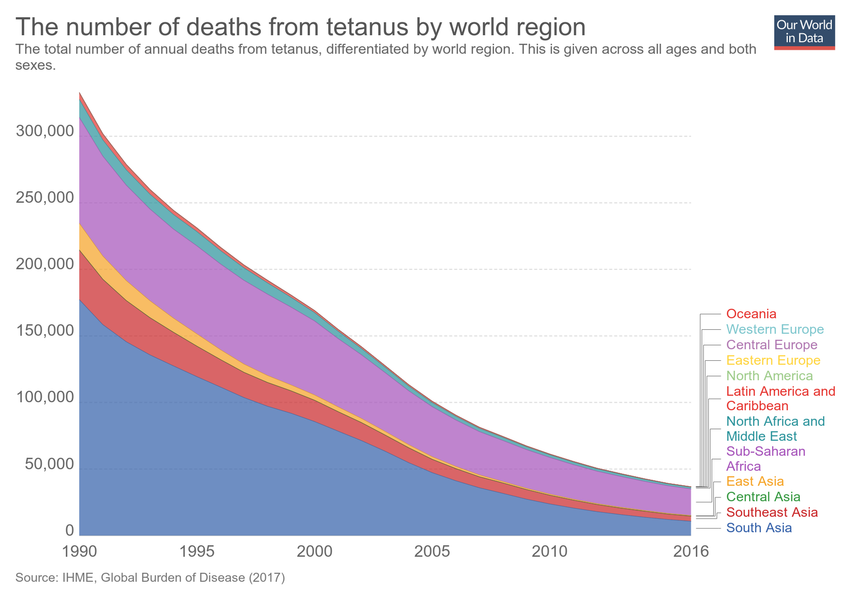 The number of deaths from tetanus by world region
Our World
in Data
The total number of annual deaths from tetanus, differentiated by world region. This is given across all ages and both
sexes.
300,000
250,000
200,000
150,000
100,000
50,000
0
1990
1995
2000
2005
2010
2016
Oceania
Western Europe
Central Europe
Eastern Europe
North America
Latin America and
Caribbean
North Africa and
Middle East
Sub-Saharan
Africa
East Asia
Central Asia
Southeast Asia
South Asia
Source: IHME, Global Burden of Disease (2017)